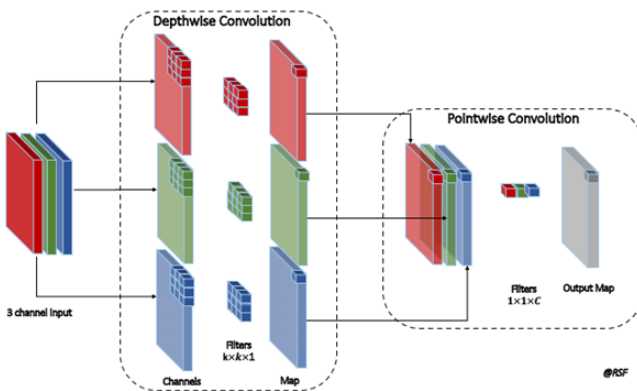 Depthwise Convolution
Pointwise Convolution
3 channel input
Filters
k×k×1
Channels
Map
Filters
1×1×C
Output Map
@RSF